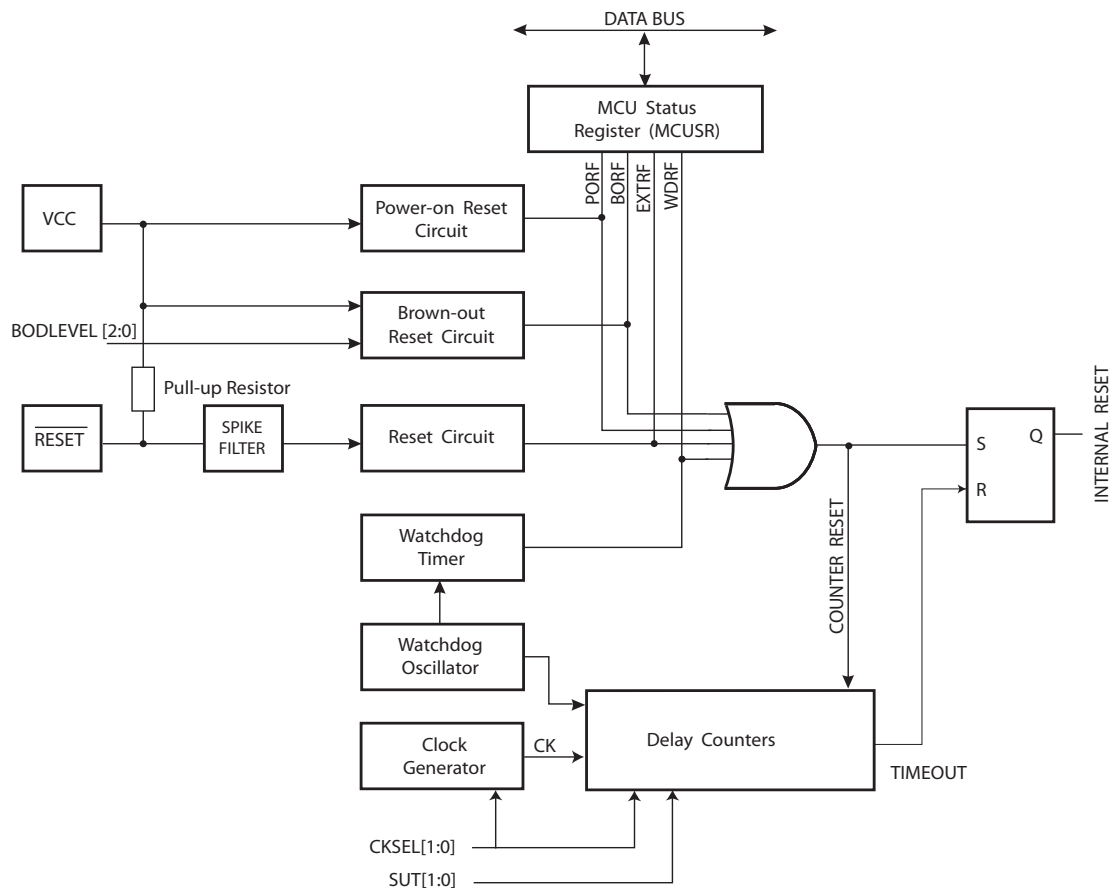 DATA BUS
MCU Status
Register (MCUSR)
PORF
BORF
EXTRF
WDRF
VCC
Power-on Reset
Circuit
BODLEVEL [2:0]
Brown-out
Reset Circuit
Pull-up Resistor
RESET
SPIKE
FILTER
Reset Circuit
S
Q
R
INTERNAL RESET
Watchdog
Timer
COUNTER RESET
Watchdog
Oscillator
Clock
Generator
CK
Delay Counters
TIMEOUT
CKSEL[1:0]
SUT[1:0]